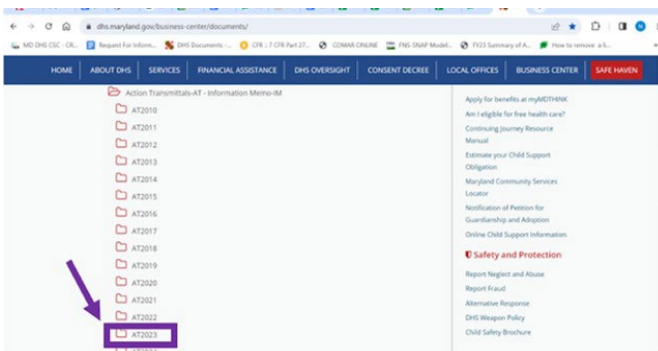 dhs.maryland.gov/business-center/documents/
MD DHS CSC - CR... Request For Inform... DHS Documents -... CFR : 7 CFR Part 27... COMAR ONLINE FNS-SNAP Model... FY23 Summary of A... How to remove a b...
HOME ABOUT DHS SERVICES FINANCIAL ASSISTANCE DHS OVERSIGHT CONSENT DECREE LOCAL OFFICES BUSINESS CENTER SAFE HAVEN
Action Transmittals-AT - Information Memo-IM
AT2010
AT2011
AT2012
AT2013
AT2014
AT2015
AT2016
AT2017
AT2018
AT2019
AT2020
AT2021
AT2022
AT2023
Apply for benefits at myMDTHINK
Am I eligible for free health care?
Continuing Journey Resource
Manual
Estimate your Child Support
Obligation
Maryland Community Services
Locator
Notification of Petition for
Guardianship and Adoption
Online Child Support Information
Safety and Protection
Report Neglect and Abuse
Report Fraud
Alternative Response
DHS Weapon Policy
Child Safety Brochure